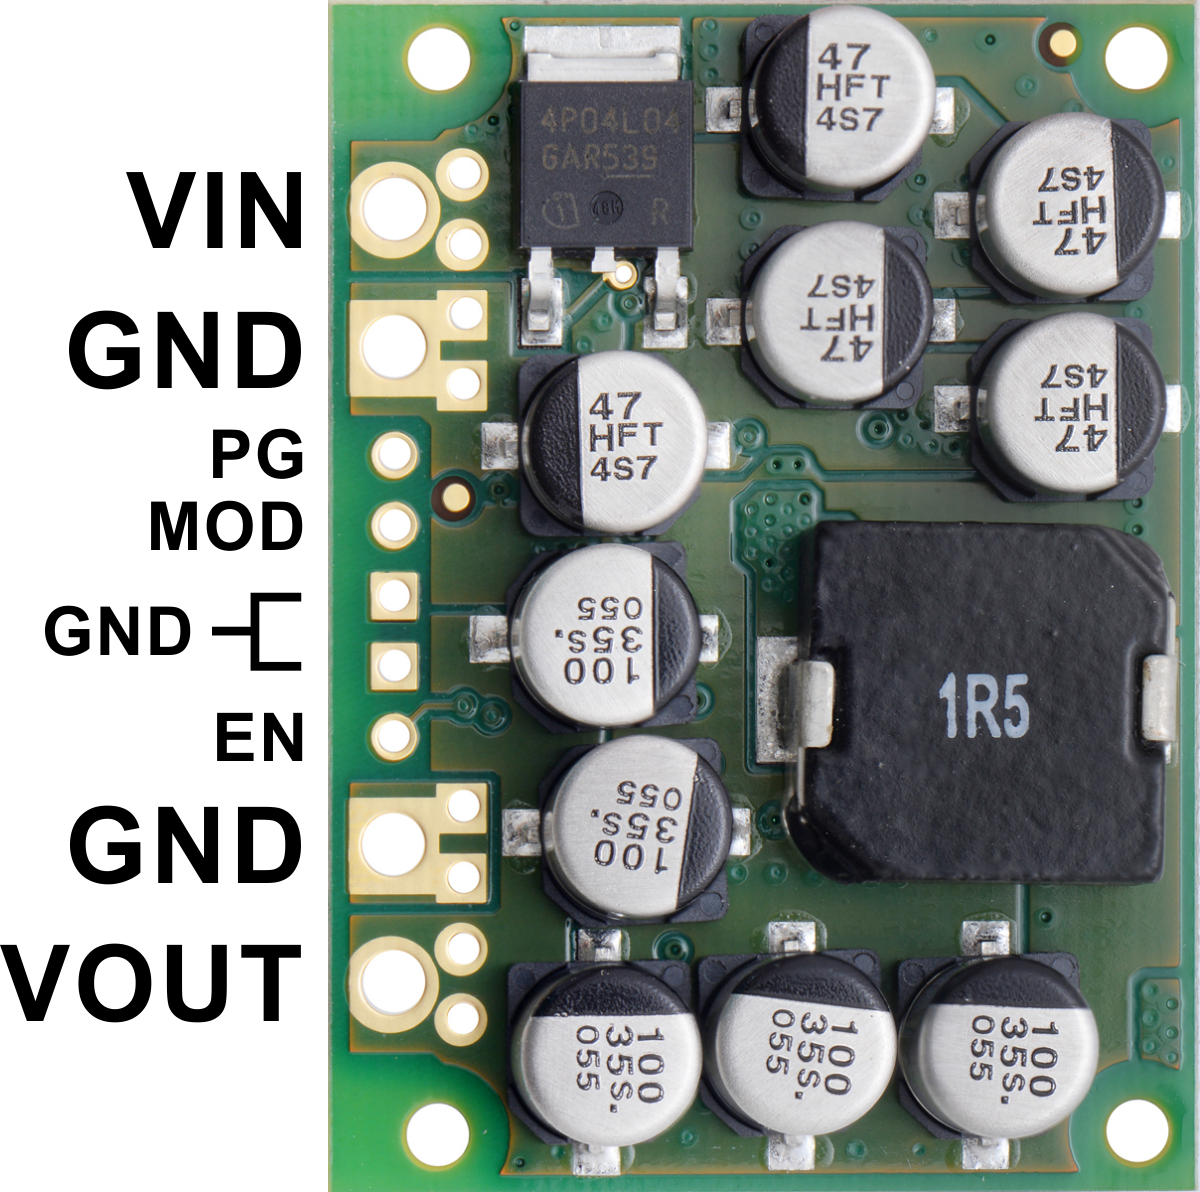 VIN
GND
PG
MOD
GND
EN
GND
VOUT
4P04L04
GAR539
R
47
HFT
4S7
47
HFT
4S7
47
HFT
4S7
47
HFT
4S7
47
HFT
4S7
100
35S.
055
1R5
100
35S.
055
100
35S.
055
100
35S.
055
100
35S.
055